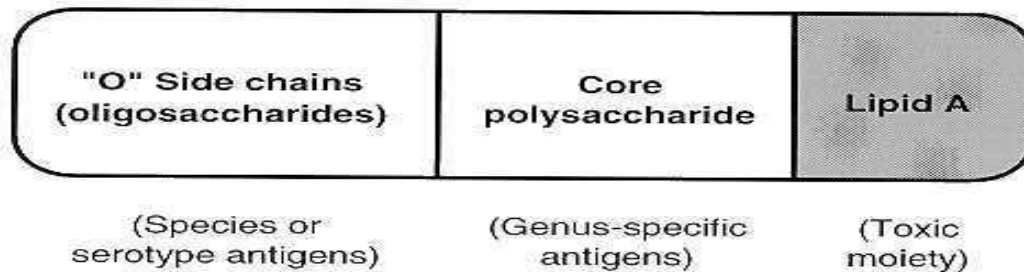 "O" Side chains
(oligosaccharides)
Core
polysaccharide
Lipid A
(Species or
serotype antigens)
(Genus-specific
antigens)
(Toxic
moiety)